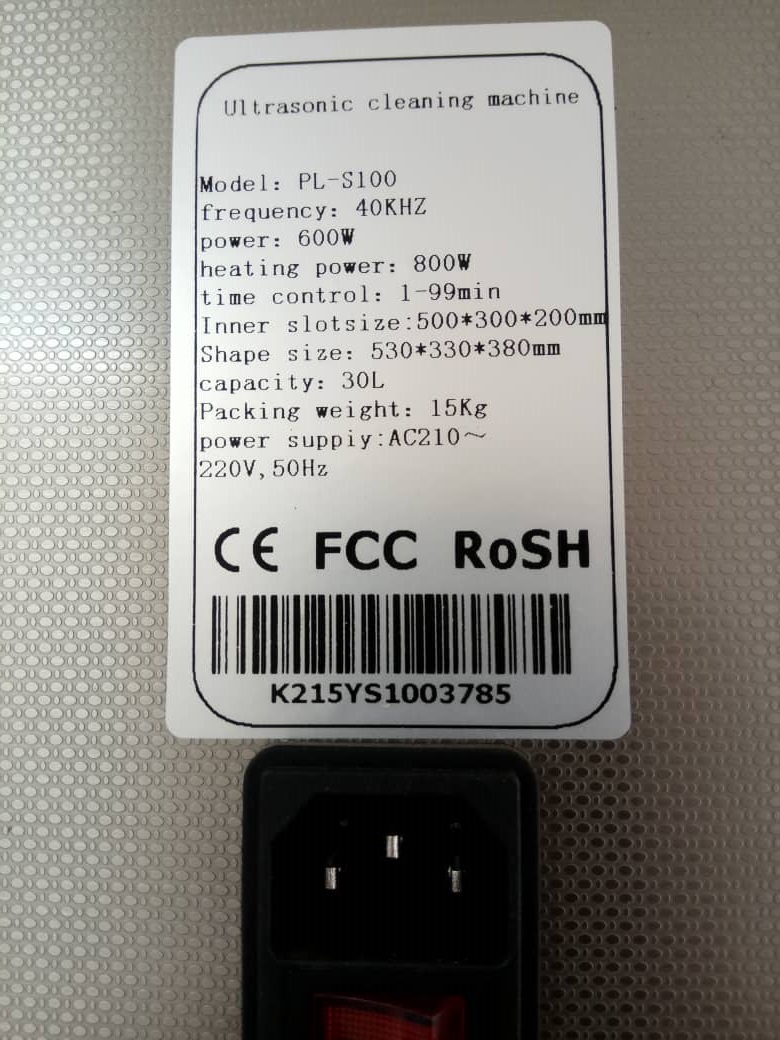 Ultrasonic cleaning machine
Model: PL-S100
frequency: 40KHZ
power: 600W
heating power: 800W
time control: 1-99min
Inner slotsize:500*300*200mm
Shape size: 530*330*380mm
capacity: 30L
Packing weight: 15Kg
power suppiy:AC210～
220V,50Hz
CE FCC RoSH
K215YS1003785